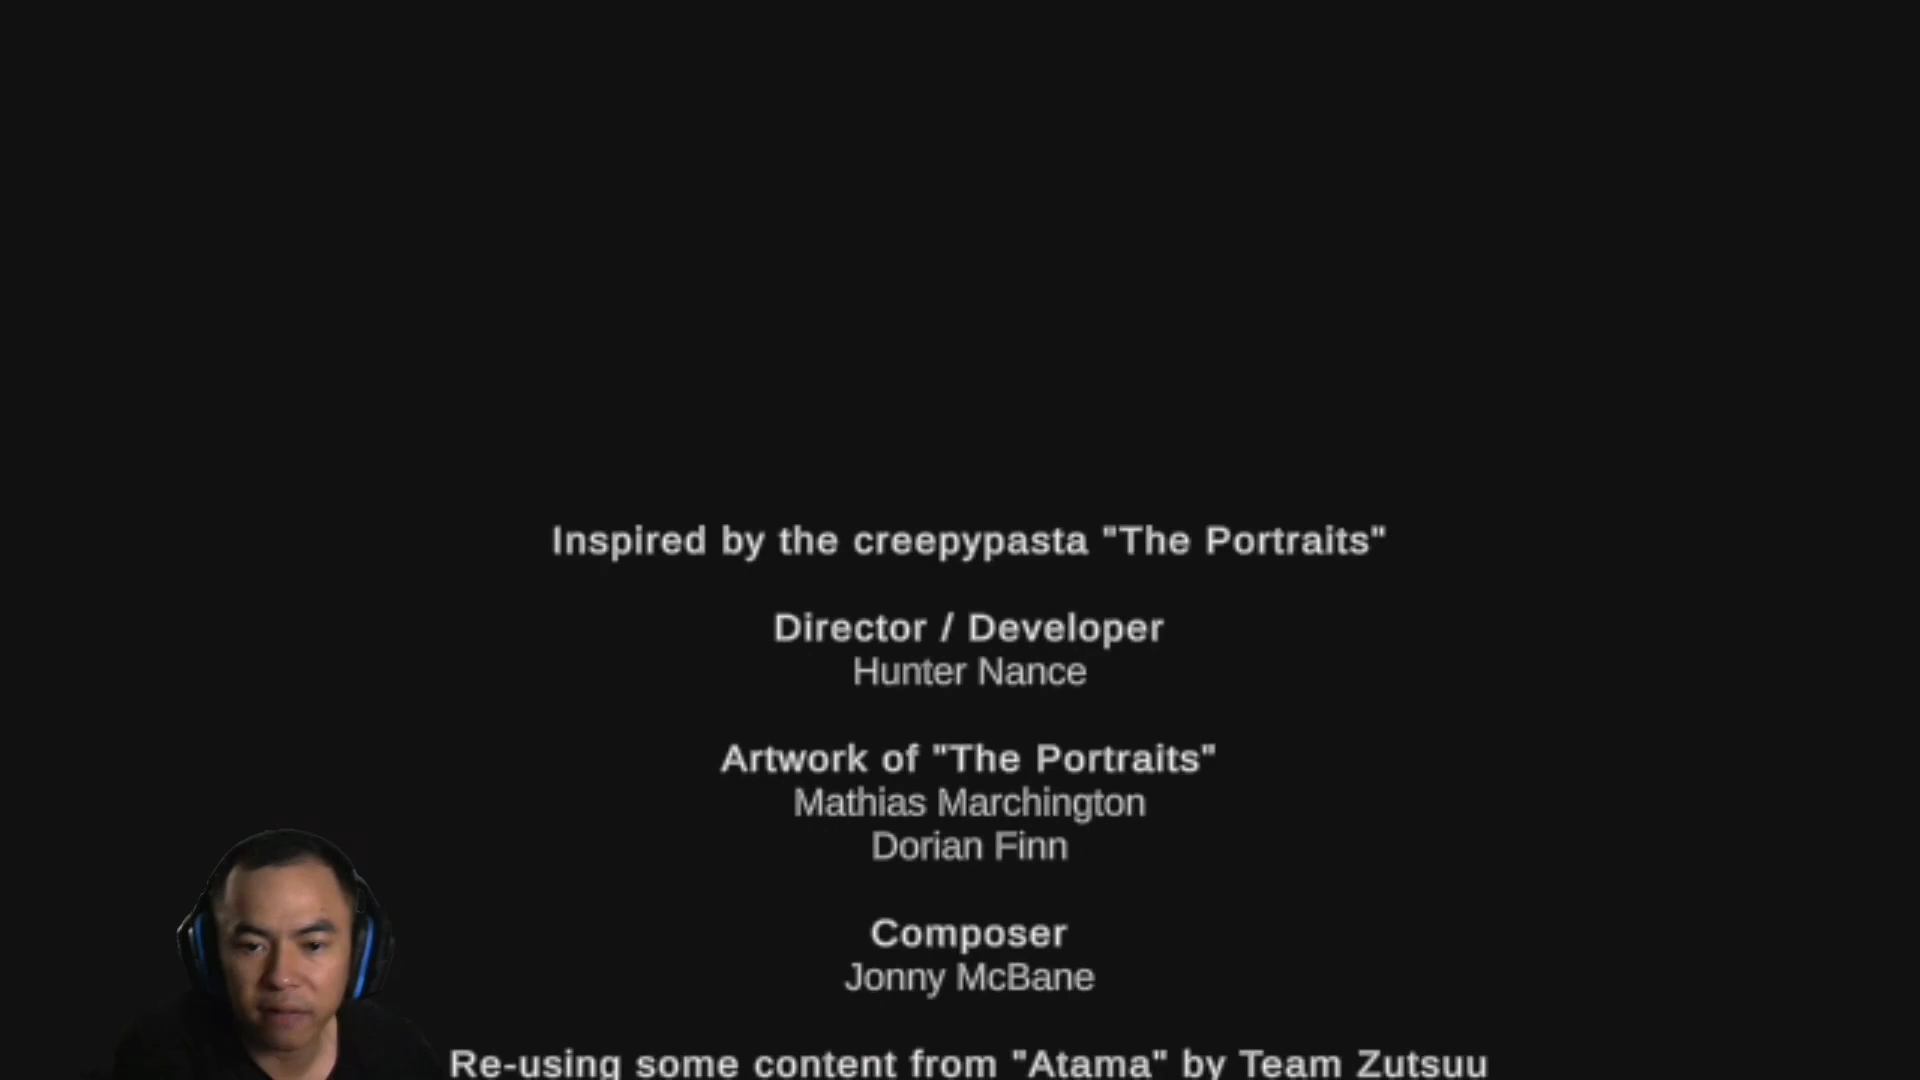 Inspired by the creepypasta "The Portraits"
Director / Developer
Hunter Nance
Artwork of "The Portraits"
Mathias Marchington
Dorian Finn
Composer
Jonny McBane
Re-using some content from "Atama" by Team Zutsuu